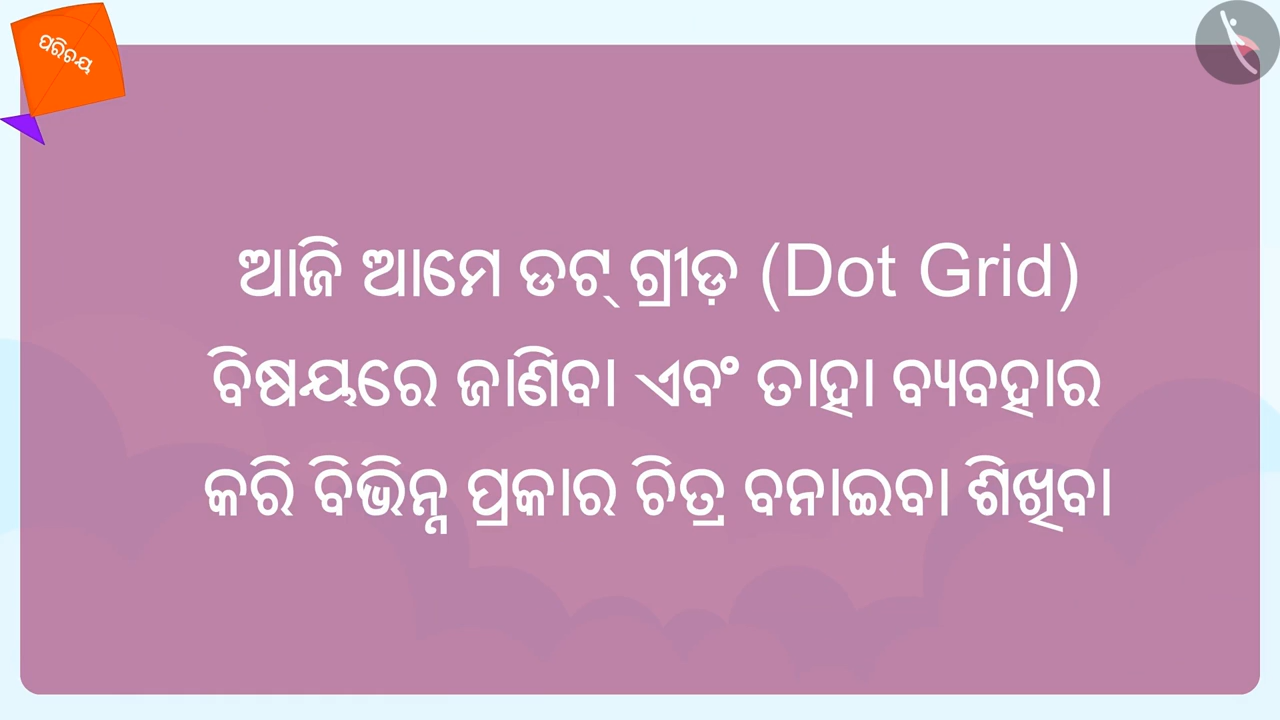 ପରିଚୟ
ଆଜି ଆମେ ଡଟ୍ ଗ୍ରୀଡ଼ (Dot Grid)
ବିଷୟରେ ଜାଣିବା ଏବଂ ତାହା ବ୍ୟବହାର
କରି ବିଭିନ୍ନ ପ୍ରକାର ଚିତ୍ର ବନାଇବା ଶିଖିବା